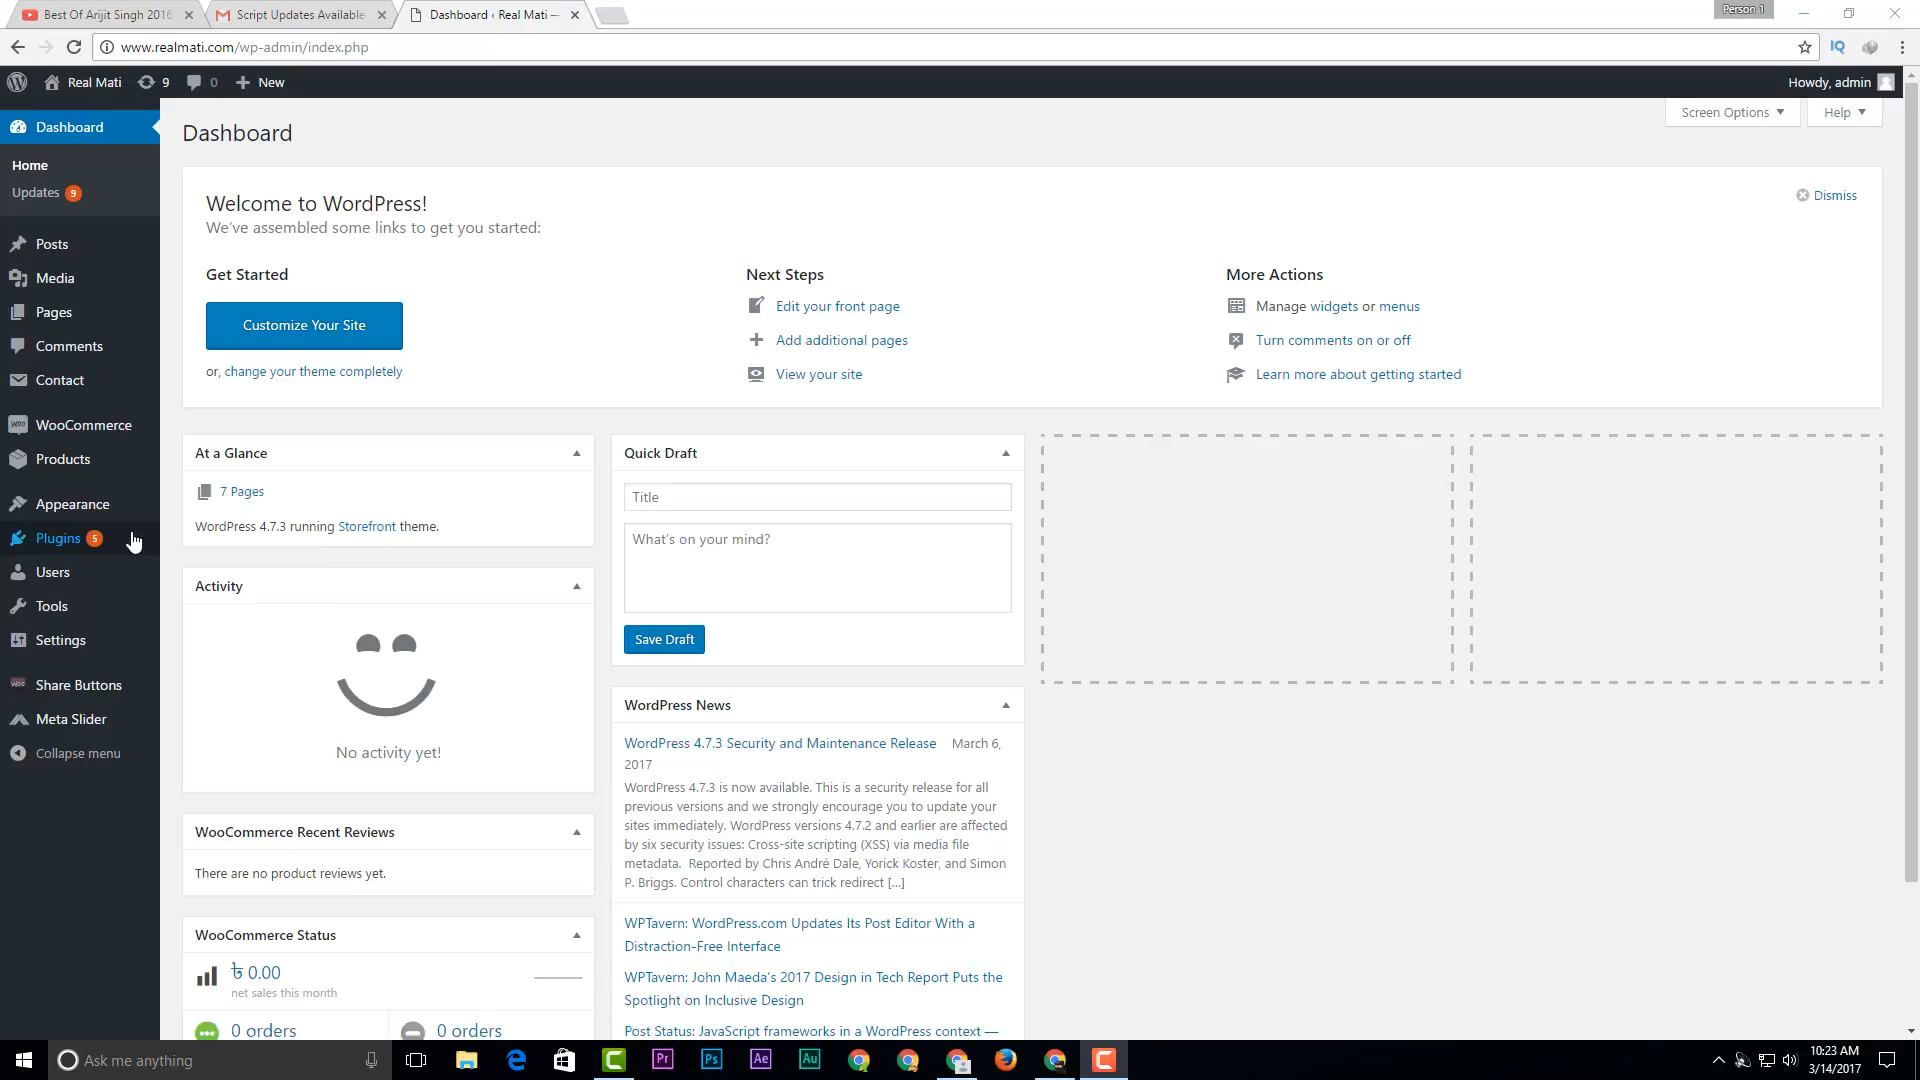 Best Of Arijit Singh 2016
Script Updates Available
Dashboard ‹ Real Mati —
Person 1
www.realmati.com/wp-admin/index.php
IQ
Real Mati
9
0
New
Howdy, admin
Dashboard
Home
Updates 9
Posts
Media
Pages
Comments
Contact
WooCommerce
Products
Appearance
Plugins 5
Users
Tools
Settings
Share Buttons
Meta Slider
Collapse menu
Dashboard
Screen Options
Help
Welcome to WordPress!
We've assembled some links to get you started:
Dismiss
Get Started
Customize Your Site
or, change your theme completely
Next Steps
Edit your front page
Add additional pages
View your site
More Actions
Manage widgets or menus
Turn comments on or off
Learn more about getting started
At a Glance
7 Pages
WordPress 4.7.3 running Storefront theme.
Activity
No activity yet!
WooCommerce Recent Reviews
There are no product reviews yet.
WooCommerce Status
৳ 0.00
net sales this month
0 orders
0 orders
Quick Draft
Title
What's on your mind?
Save Draft
WordPress News
WordPress 4.7.3 Security and Maintenance Release March 6,
2017
WordPress 4.7.3 is now available. This is a security release for all
previous versions and we strongly encourage you to update your
sites immediately. WordPress versions 4.7.2 and earlier are affected
by six security issues: Cross-site scripting (XSS) via media file
metadata. Reported by Chris Andrè Dale, Yorick Koster, and Simon
P. Briggs. Control characters can trick redirect [...]
WPTavern: WordPress.com Updates Its Post Editor With a
Distraction-Free Interface
WPTavern: John Maeda's 2017 Design in Tech Report Puts the
Spotlight on Inclusive Design
Post Status: JavaScript frameworks in a WordPress context —
Ask me anything
Pr
Ps
Ae
Au
10:23 AM
3/14/2017